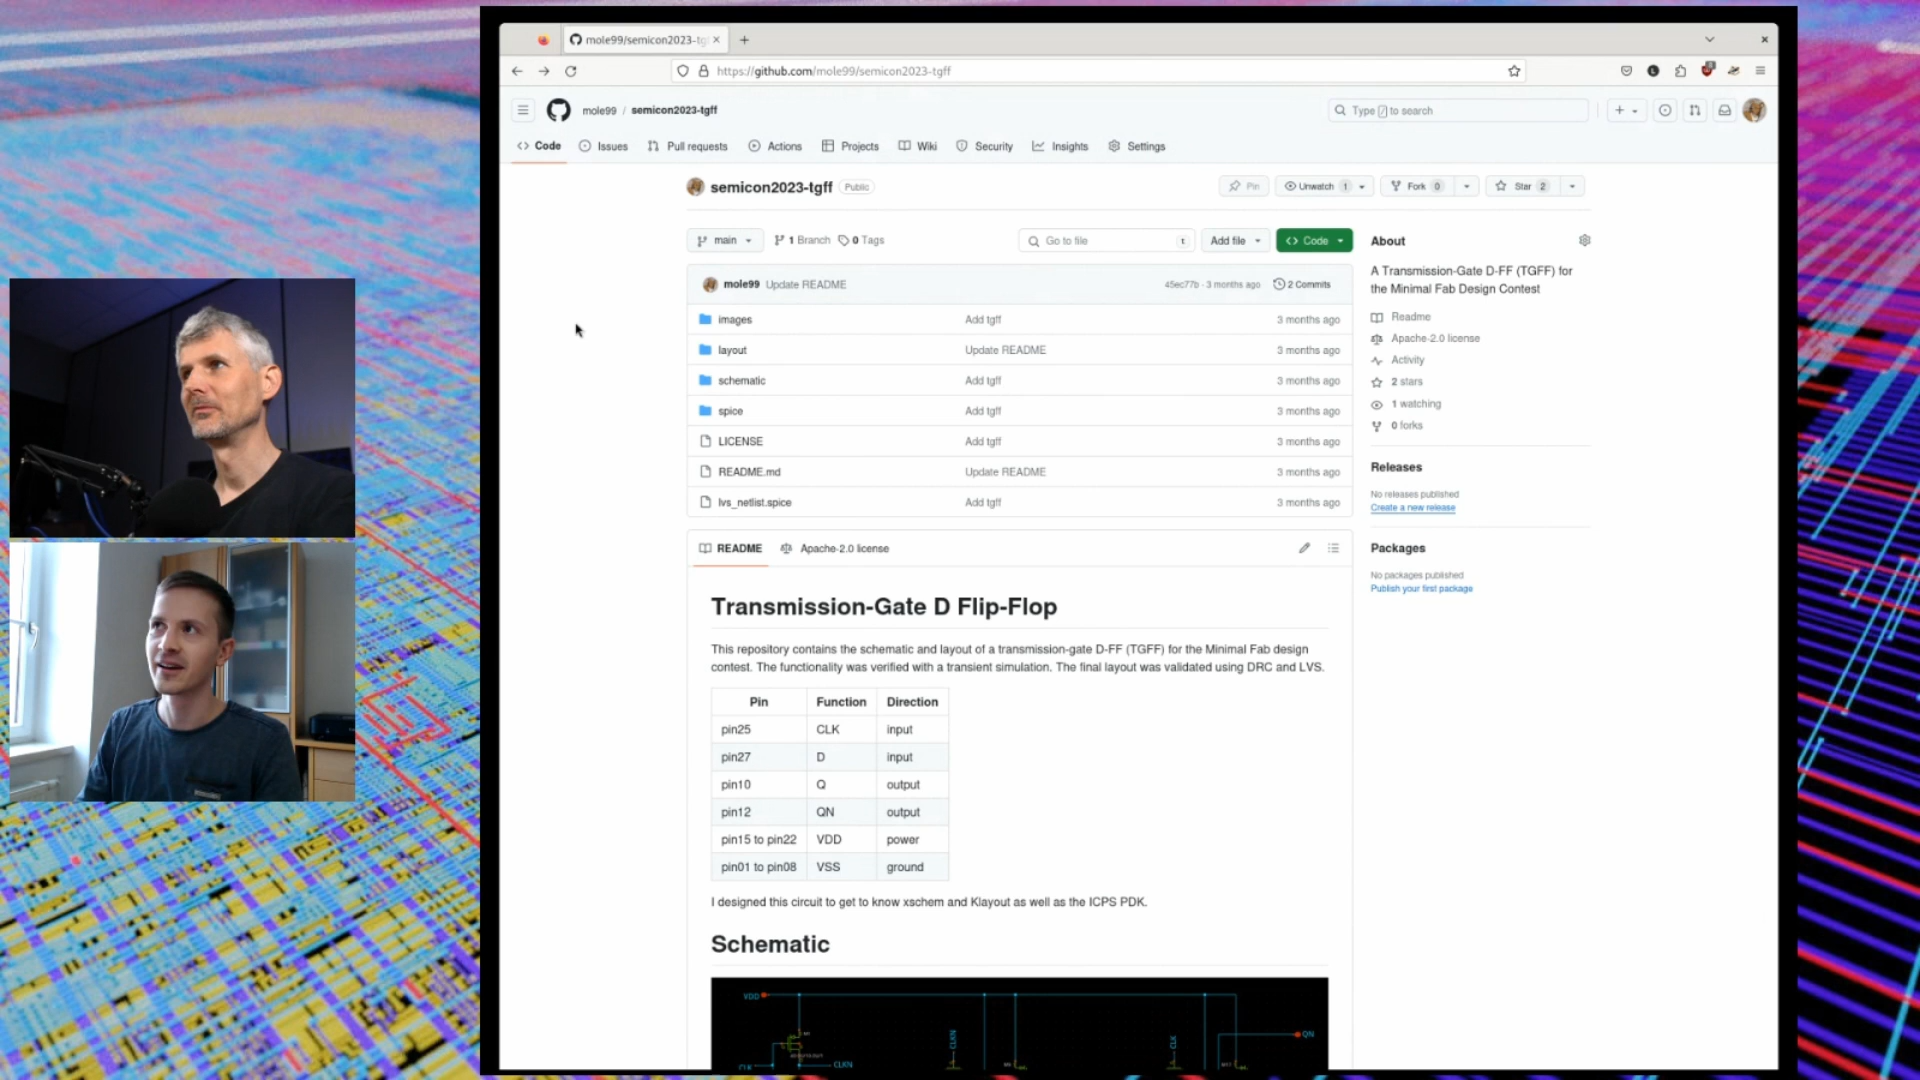 mole99/semicon2023-tg
https://github.com/mole99/semicon2023-tgff
mole99 / semicon2023-tgff
Type / to search
Code Issues Pull requests Actions Projects Wiki Security Insights Settings
semicon2023-tgff Public
Pin Unwatch 1 Fork 0 Star 2
main 1 Branch 0 Tags Go to file t Add file Code
mole99 Update README 45ec77b · 3 months ago 2 Commits
images Add tgff 3 months ago
layout Update README 3 months ago
schematic Add tgff 3 months ago
spice Add tgff 3 months ago
LICENSE Add tgff 3 months ago
README.md Update README 3 months ago
lvs_netlist.spice Add tgff 3 months ago
About
A Transmission-Gate D-FF (TGFF) for
the Minimal Fab Design Contest
Readme
Apache-2.0 license
Activity
2 stars
1 watching
0 forks
Releases
No releases published
Create a new release
Packages
No packages published
Publish your first package
README Apache-2.0 license
Transmission-Gate D Flip-Flop
This repository contains the schematic and layout of a transmission-gate D-FF (TGFF) for the Minimal Fab design
contest. The functionality was verified with a transient simulation. The final layout was validated using DRC and LVS.
Pin Function Direction
pin25 CLK input
pin27 D input
pin10 Q output
pin12 QN output
pin15 to pin22 VDD power
pin01 to pin08 VSS ground
I designed this circuit to get to know xschem and Klayout as well as the ICPS PDK.
Schematic
VDD
CLKN
CLK
QN
CLK
CLKN